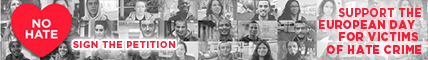 NO
HATE
SIGN THE PETITION
SUPPORT THE
EUROPEAN DAY
FOR VICTIMS
OF HATE CRIME